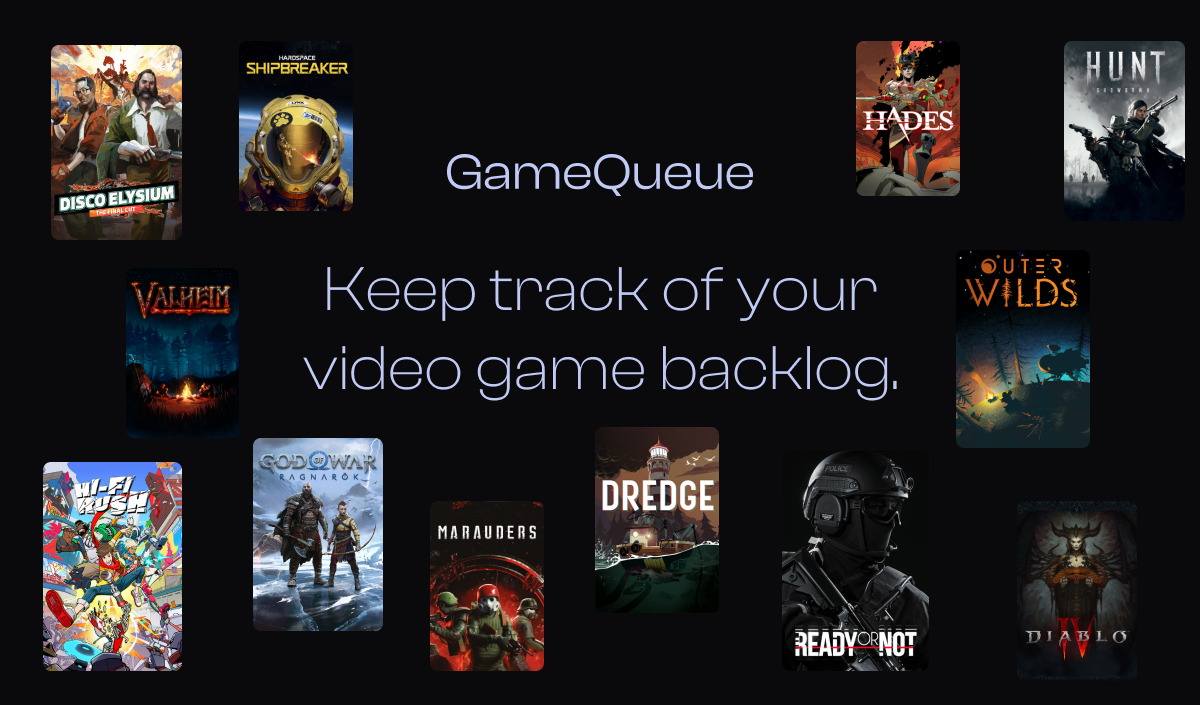 DISCO ELYSIUM
THE FINAL CUT
HARDSPACE
SHIPBREAKER
LYNX
GameQueue
HADES
HUNT
SHOWDOWN
VALHEIM
Keep track of your
video game backlog.
OUTER
WILDS
HI-FI
RUSH
GOD OF WAR
RAGNARÖK
MARAUDERS
DREDGE
POLICE
READY OR NOT
DIABLO
IV